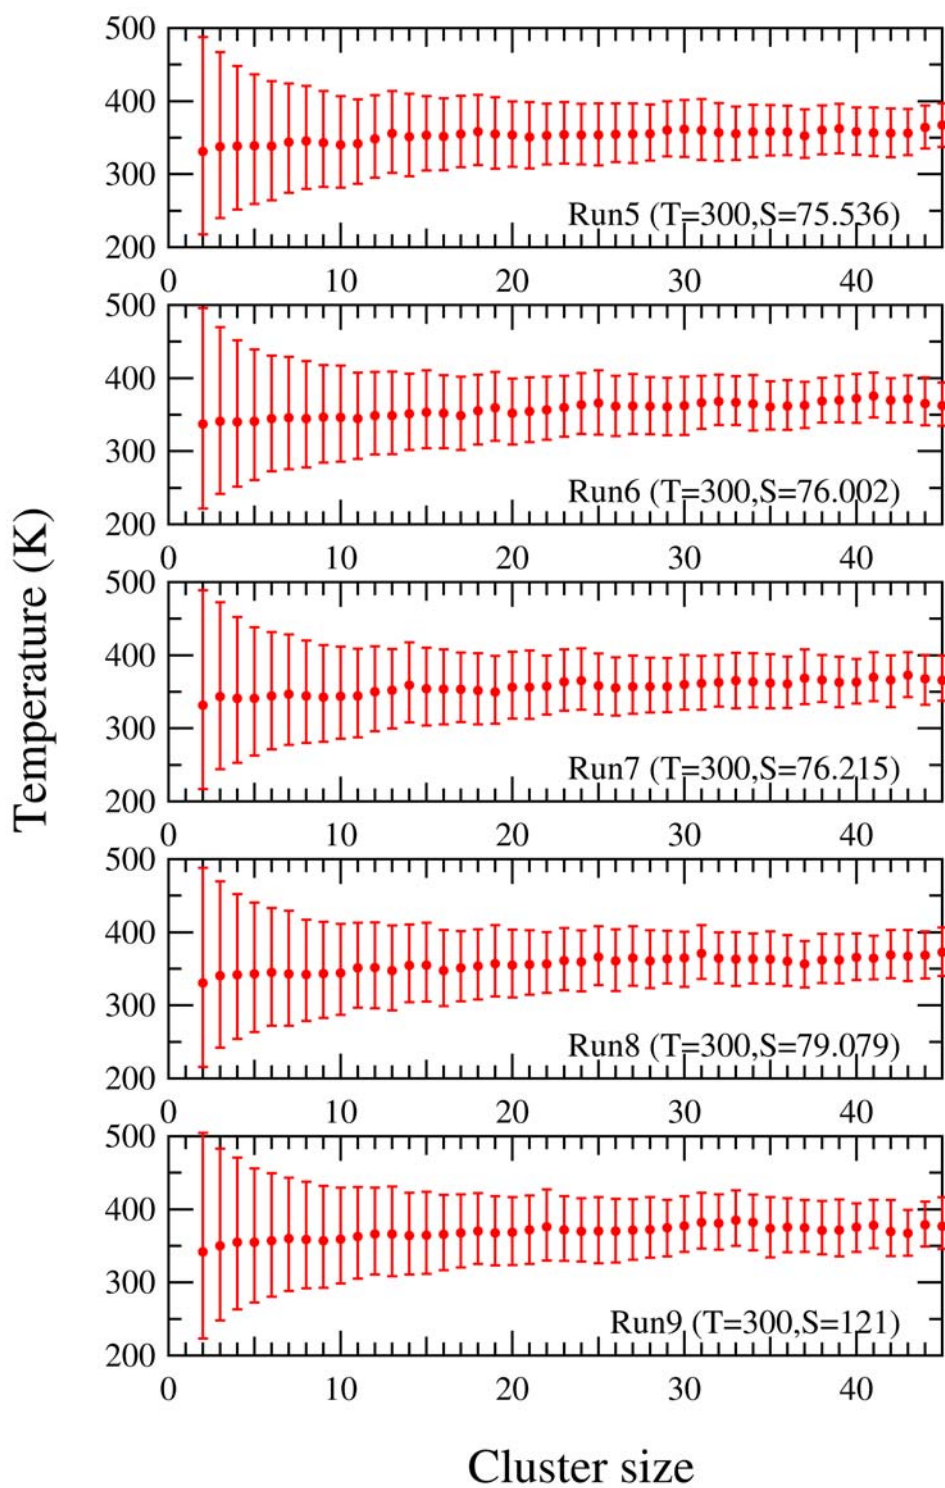 Temperature (K)
500
400
300
200
Run5 (T=300,S=75.536)
0 10 20 30 40
500
400
300
200
Run6 (T=300,S=76.002)
0 10 20 30 40
500
400
300
200
Run7 (T=300,S=76.215)
0 10 20 30 40
500
400
300
200
Run8 (T=300,S=79.079)
0 10 20 30 40
500
400
300
200
Run9 (T=300,S=121)
0 10 20 30 40
Cluster size